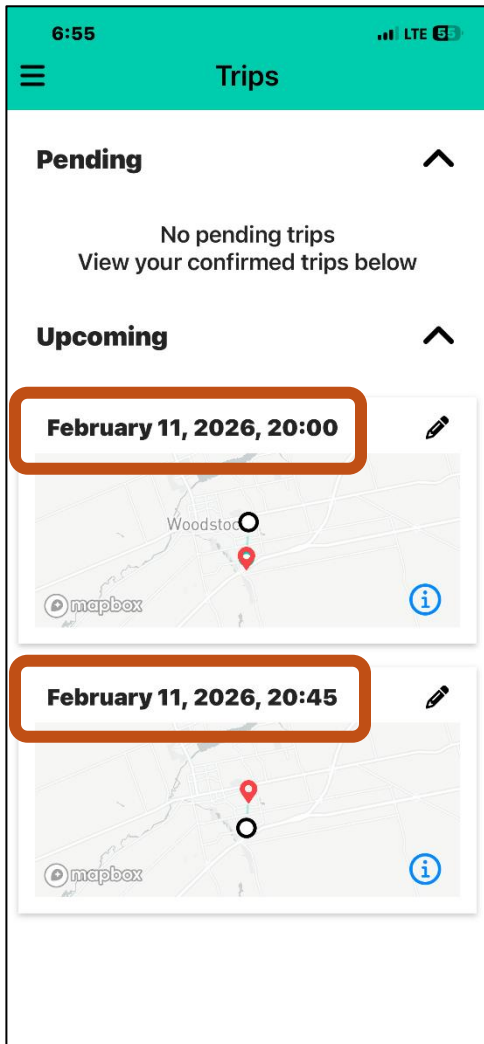 6:55
LTE 55
Trips
Pending
No pending trips
View your confirmed trips below
Upcoming
February 11, 2026, 20:00
Woodstoc
mapbox
February 11, 2026, 20:45
mapbox